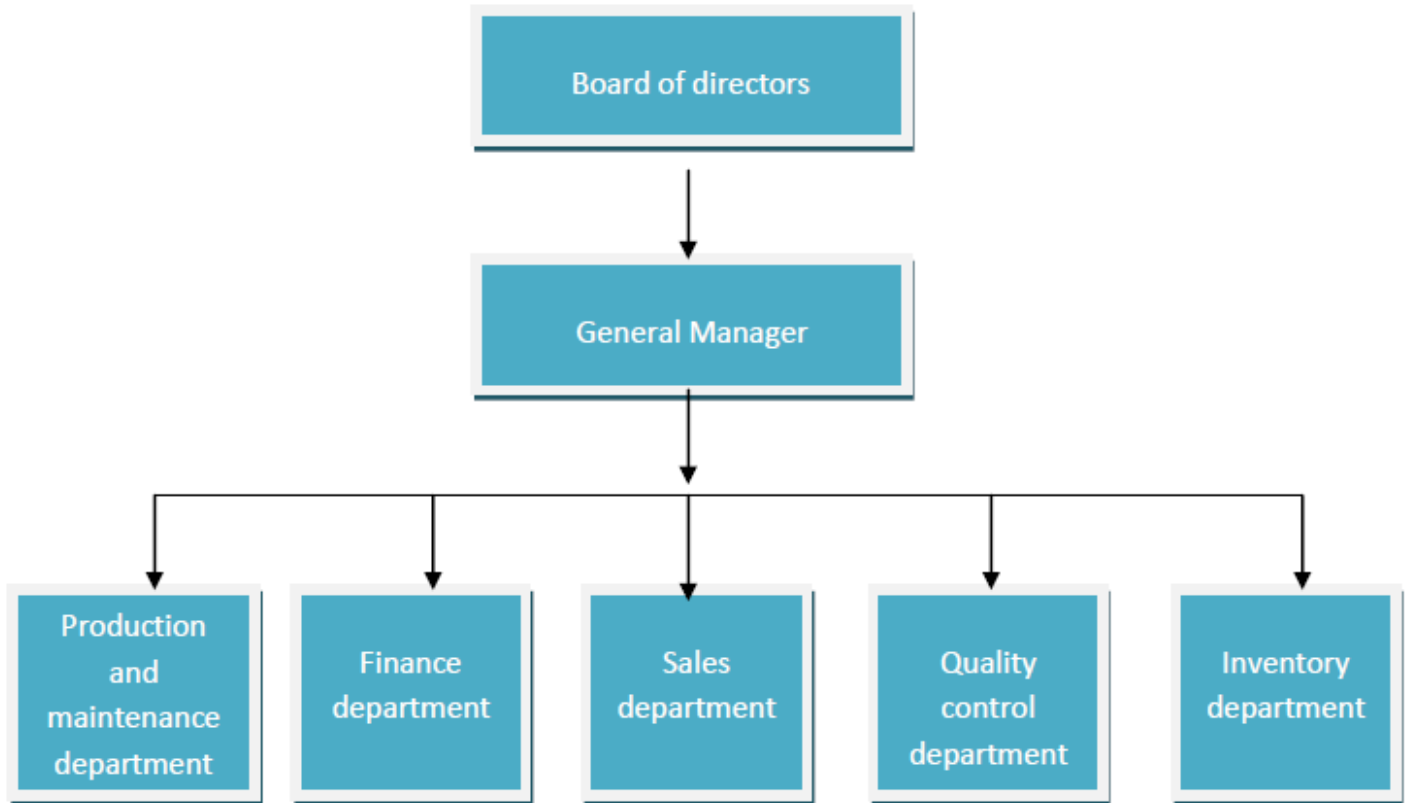 Board of directors
General Manager
Production
and
maintenance
department
Finance
department
Sales
department
Quality
control
department
Inventory
department